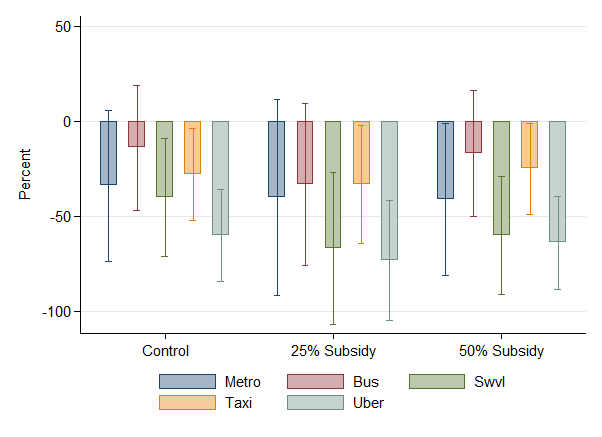 50
0
-50
-100
Percent
Control 25% Subsidy 50% Subsidy
Metro Bus Swvl
Taxi Uber